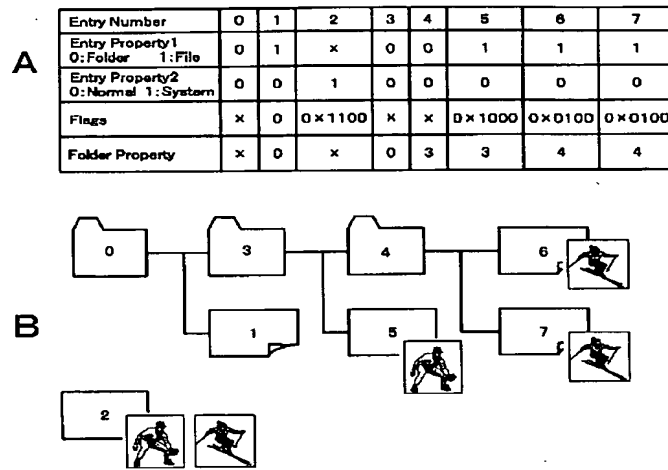 A
Entry Number 0 1 2 3 4 5 6 7
Entry Property1
0: Folder 1: File 0 1 × 0 0 1 1 1
Entry Property2
0: Normal 1: System 0 0 1 0 0 0 0 0
Flags × 0 0×1100 × × 0×1000 0×0100 0×0100
Folder Property × 0 × 0 3 3 4 4
B
0 3 4 6
1 5 7
2